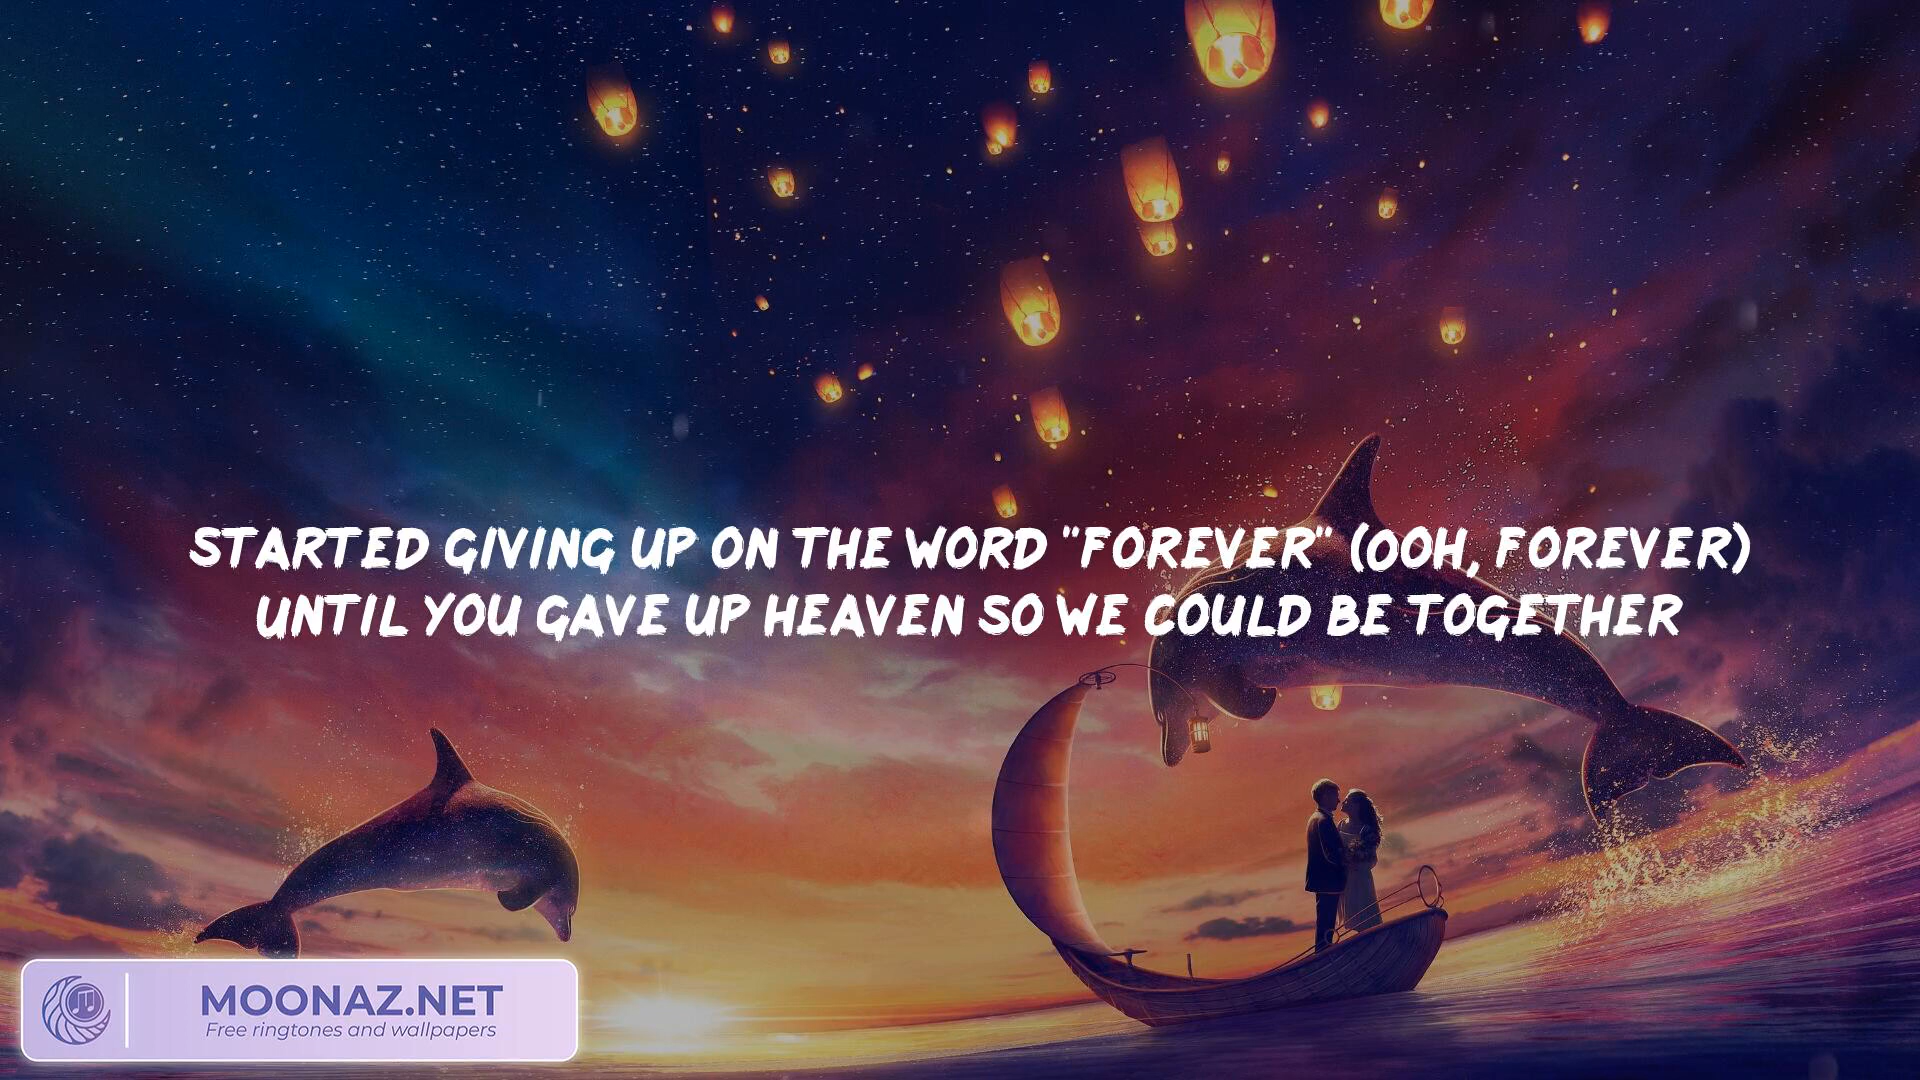 STARTED GIVING UP ON THE WORD "FOREVER" (OOH, FOREVER)
UNTIL YOU GAVE UP HEAVEN SO WE COULD BE TOGETHER
MOONAZ.NET
Free ringtones and wallpapers